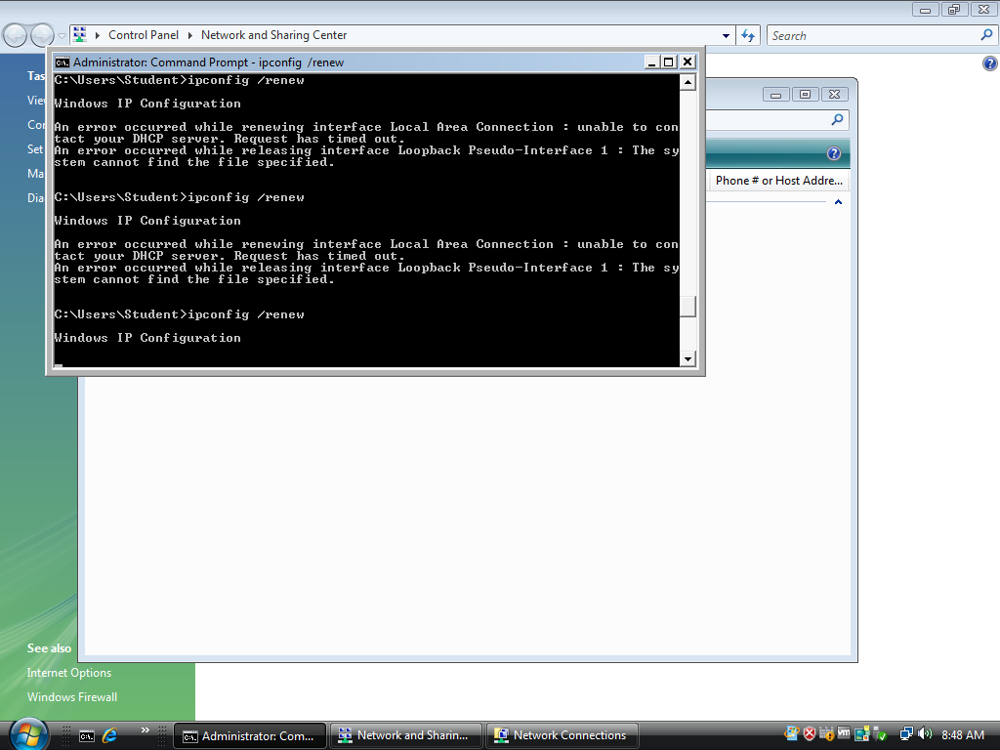 Control Panel
Network and Sharing Center
Search
Administrator: Command Prompt - ipconfig /renew
C:\Users\Student>ipconfig /renew
Windows IP Configuration
An error occurred while renewing interface Local Area Connection : unable to con
tact your DHCP server. Request has timed out.
An error occurred while releasing interface Loopback Pseudo-Interface 1 : The sy
stem cannot find the file specified.
C:\Users\Student>ipconfig /renew
Windows IP Configuration
An error occurred while renewing interface Local Area Connection : unable to con
tact your DHCP server. Request has timed out.
An error occurred while releasing interface Loopback Pseudo-Interface 1 : The sy
stem cannot find the file specified.
C:\Users\Student>ipconfig /renew
Windows IP Configuration
Tas
Vie
Cor
Set
Ma
Dia
Phone # or Host Addre...
See also
Internet Options
Windows Firewall
Administrator: Com...
Network and Sharin...
Network Connections
8:48 AM